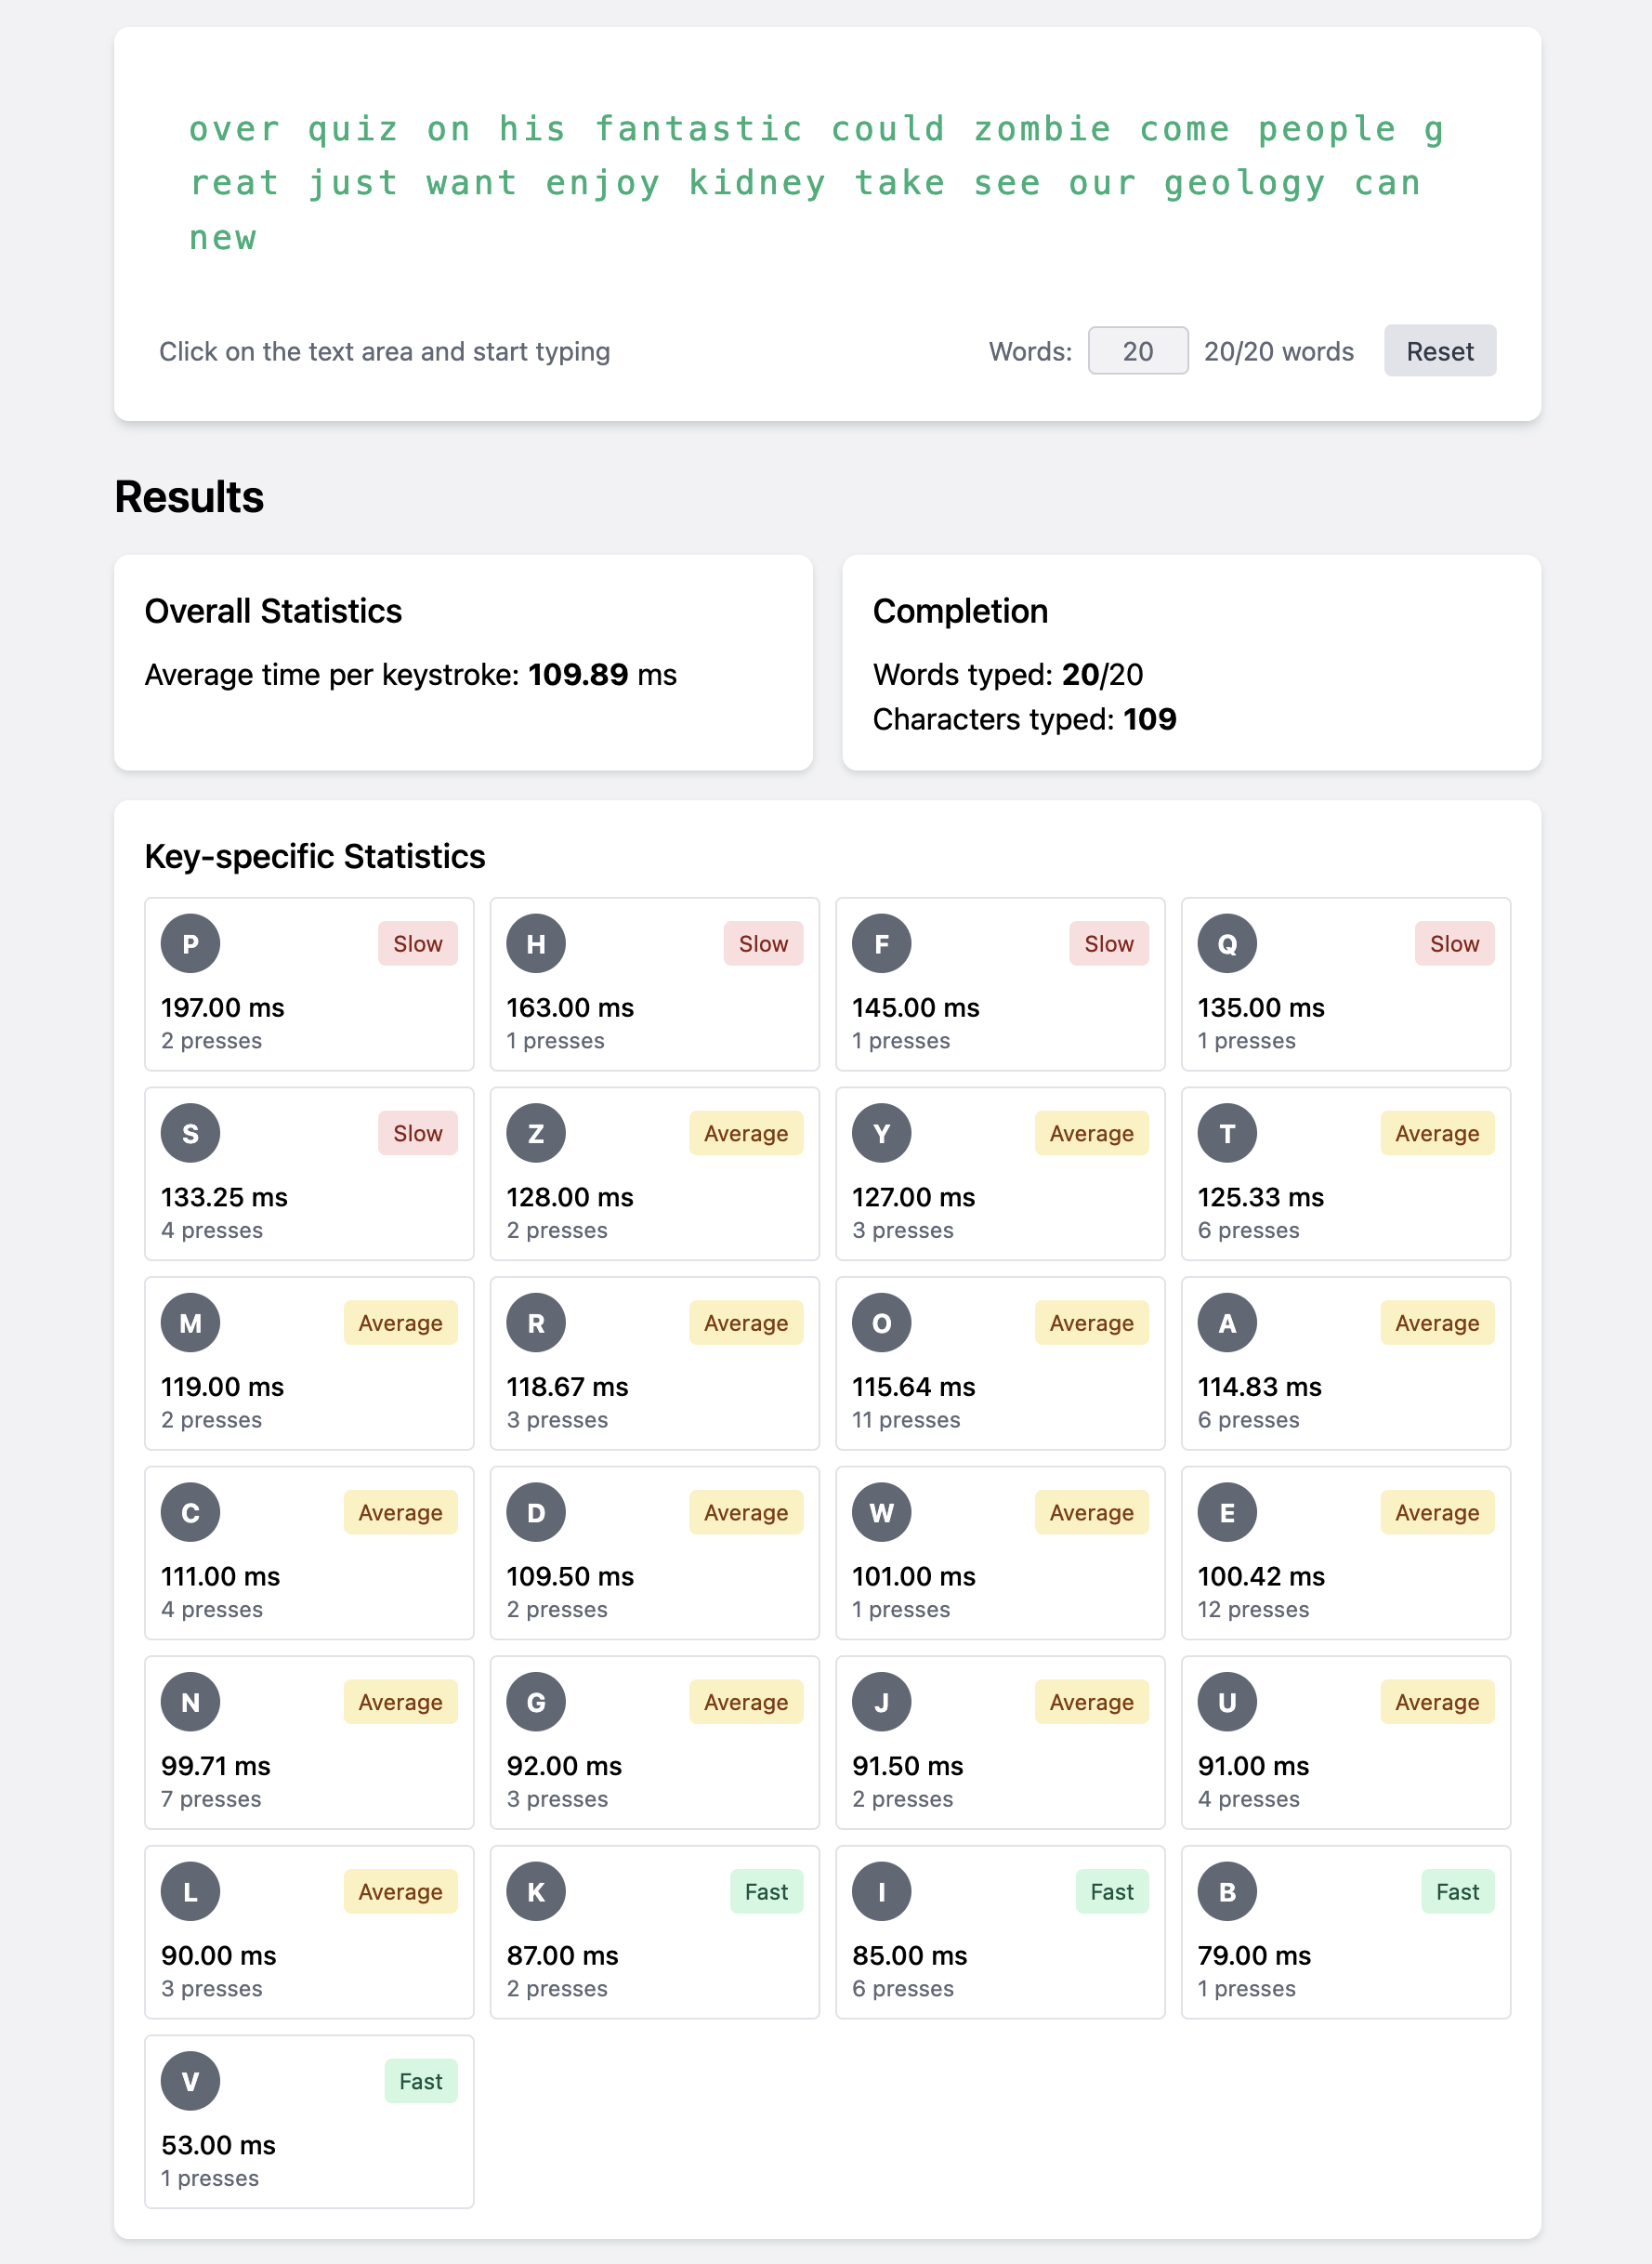 over quiz on his fantastic could zombie come people g
reat just want enjoy kidney take see our geology can
new
Click on the text area and start typing
Words: 20 20/20 words Reset
Results
Overall Statistics
Average time per keystroke: 109.89 ms
Completion
Words typed: 20/20
Characters typed: 109
Key-specific Statistics
P Slow
197.00 ms
2 presses
H Slow
163.00 ms
1 presses
F Slow
145.00 ms
1 presses
Q Slow
135.00 ms
1 presses
S Slow
133.25 ms
4 presses
Z Average
128.00 ms
2 presses
Y Average
127.00 ms
3 presses
T Average
125.33 ms
6 presses
M Average
119.00 ms
2 presses
R Average
118.67 ms
3 presses
O Average
115.64 ms
11 presses
A Average
114.83 ms
6 presses
C Average
111.00 ms
4 presses
D Average
109.50 ms
2 presses
W Average
101.00 ms
1 presses
E Average
100.42 ms
12 presses
N Average
99.71 ms
7 presses
G Average
92.00 ms
3 presses
J Average
91.50 ms
2 presses
U Average
91.00 ms
4 presses
L Average
90.00 ms
3 presses
K Fast
87.00 ms
2 presses
I Fast
85.00 ms
6 presses
B Fast
79.00 ms
1 presses
V Fast
53.00 ms
1 presses